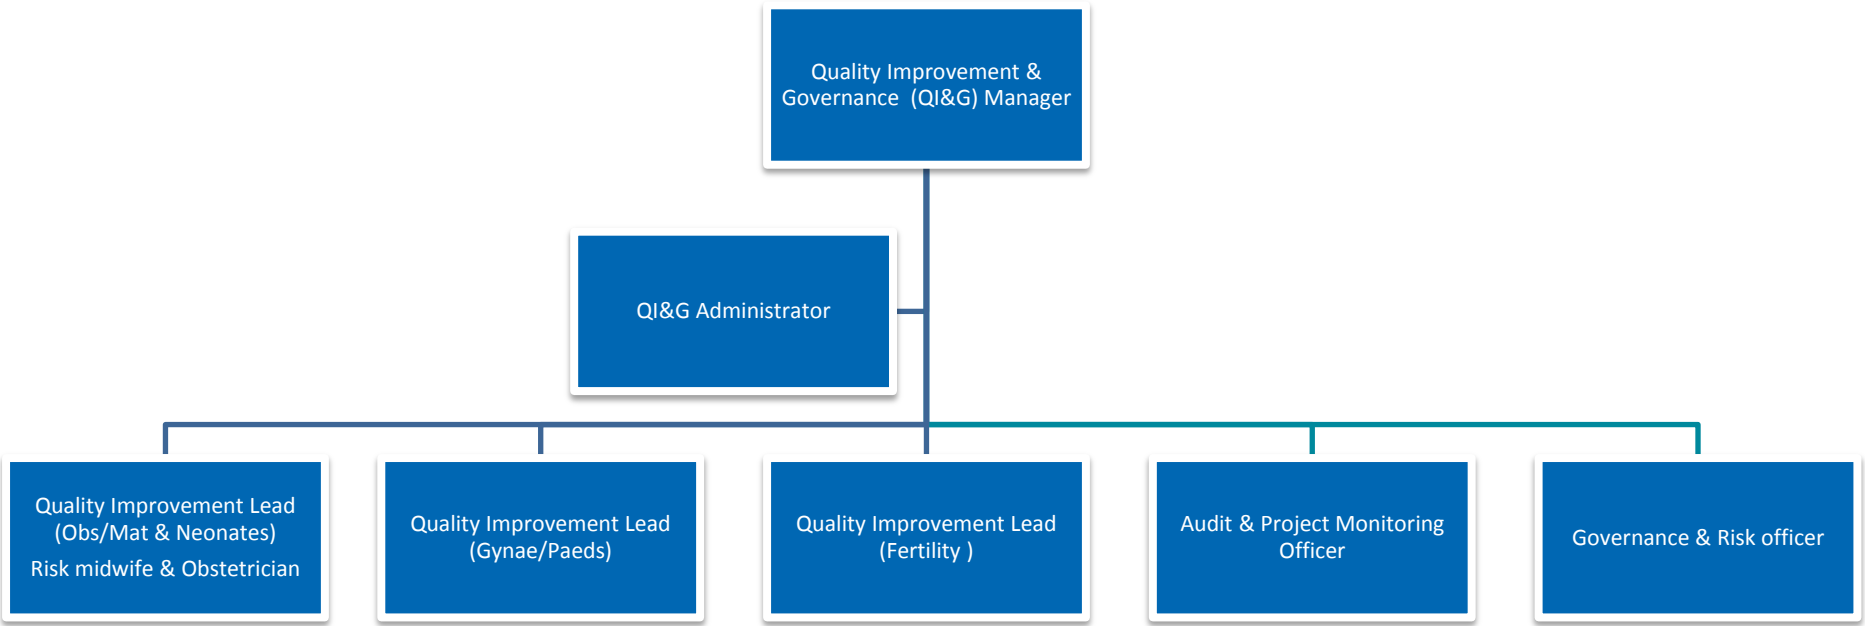 Quality Improvement &
Governance  (QI&G) Manager
QI&G Administrator
Quality Improvement Lead
(Obs/Mat & Neonates)
Risk midwife & Obstetrician
Quality Improvement Lead
(Gynae/Paeds)
Quality Improvement Lead
(Fertility )
Audit & Project Monitoring
Officer
Governance & Risk officer